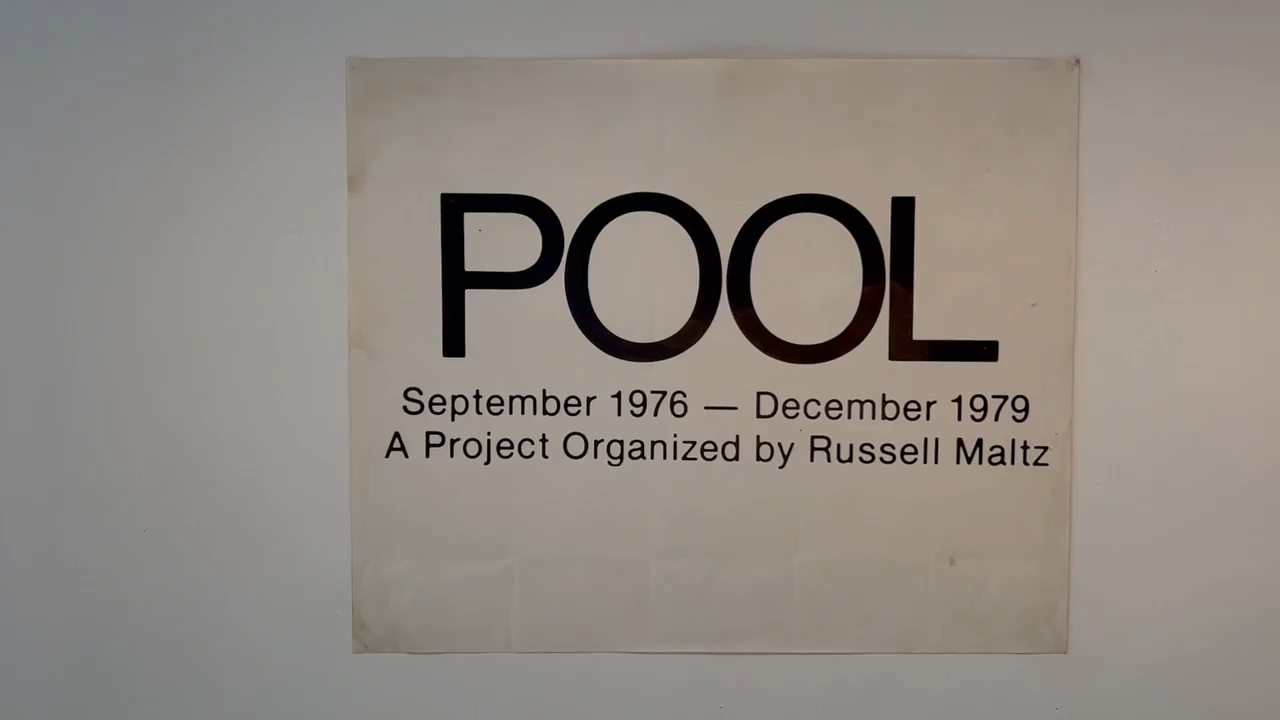 POOL
September 1976 — December 1979
A Project Organized by Russell Maltz